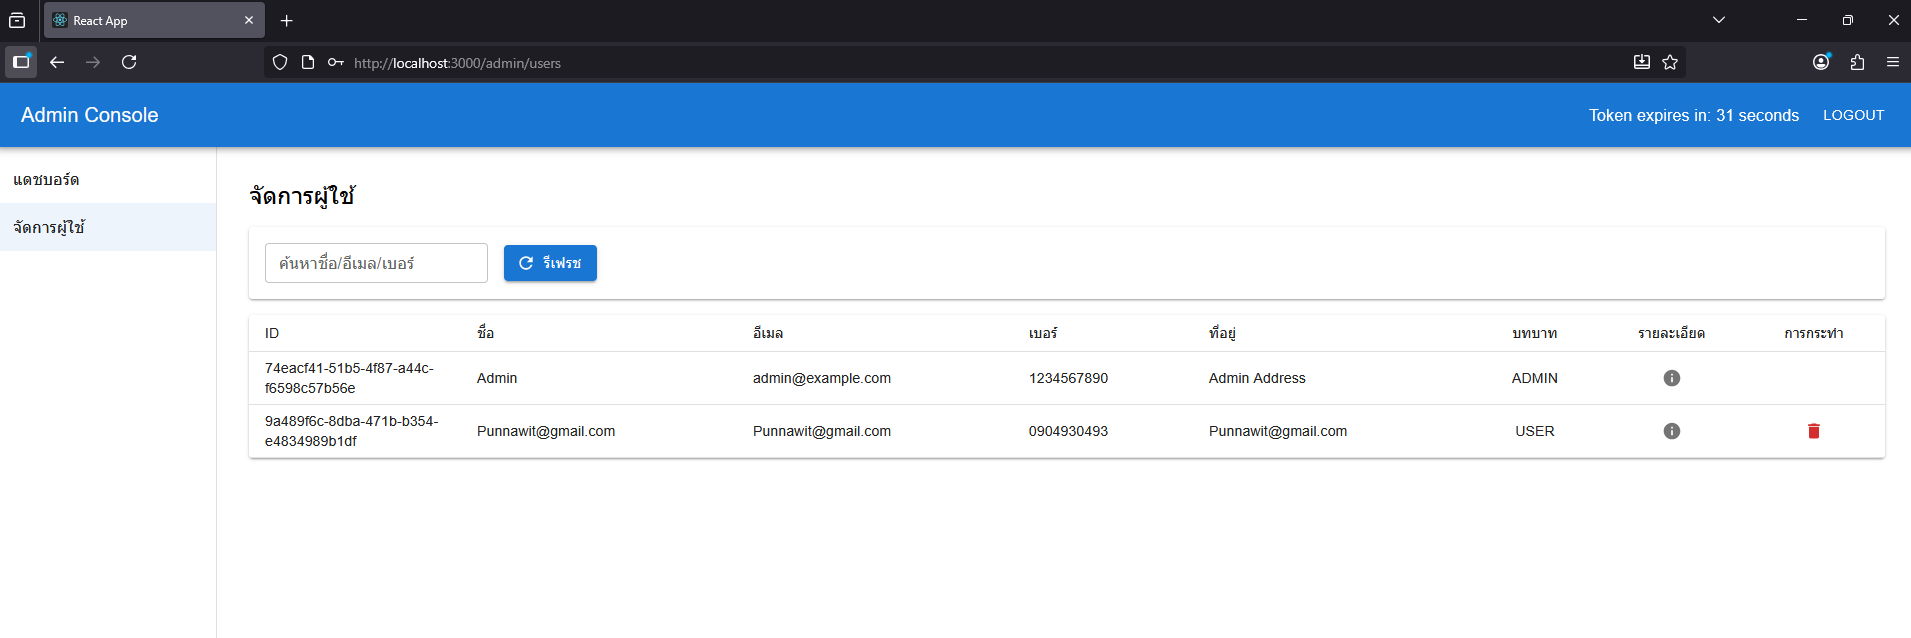 React App
http://localhost:3000/admin/users
Admin Console
Token expires in: 31 seconds
LOGOUT
แดชบอร์ด
จัดการผู้ใช้
จัดการผู้ใช้
ค้นหาชื่อ/อีเมล/เบอร์
รีเฟรช
ID ชื่อ อีเมล เบอร์ ที่อยู่ บทบาท รายละเอียด การกระทำ
74eacf41-51b5-4f87-a44c-
f6598c57b56e
Admin admin@example.com 1234567890 Admin Address ADMIN
9a489f6c-8dba-471b-b354-
e4834989b1df
Punnawit@gmail.com Punnawit@gmail.com 0904930493 Punnawit@gmail.com USER